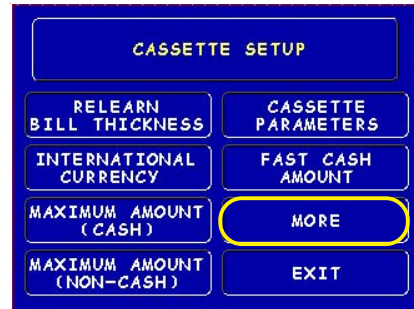 CASSETTE SETUP
RELEARN
BILL THICKNESS
CASSETTE
PARAMETERS
INTERNATIONAL
CURRENCY
FAST CASH
AMOUNT
MAXIMUM AMOUNT
(CASH)
MORE
MAXIMUM AMOUNT
(NON-CASH)
EXIT